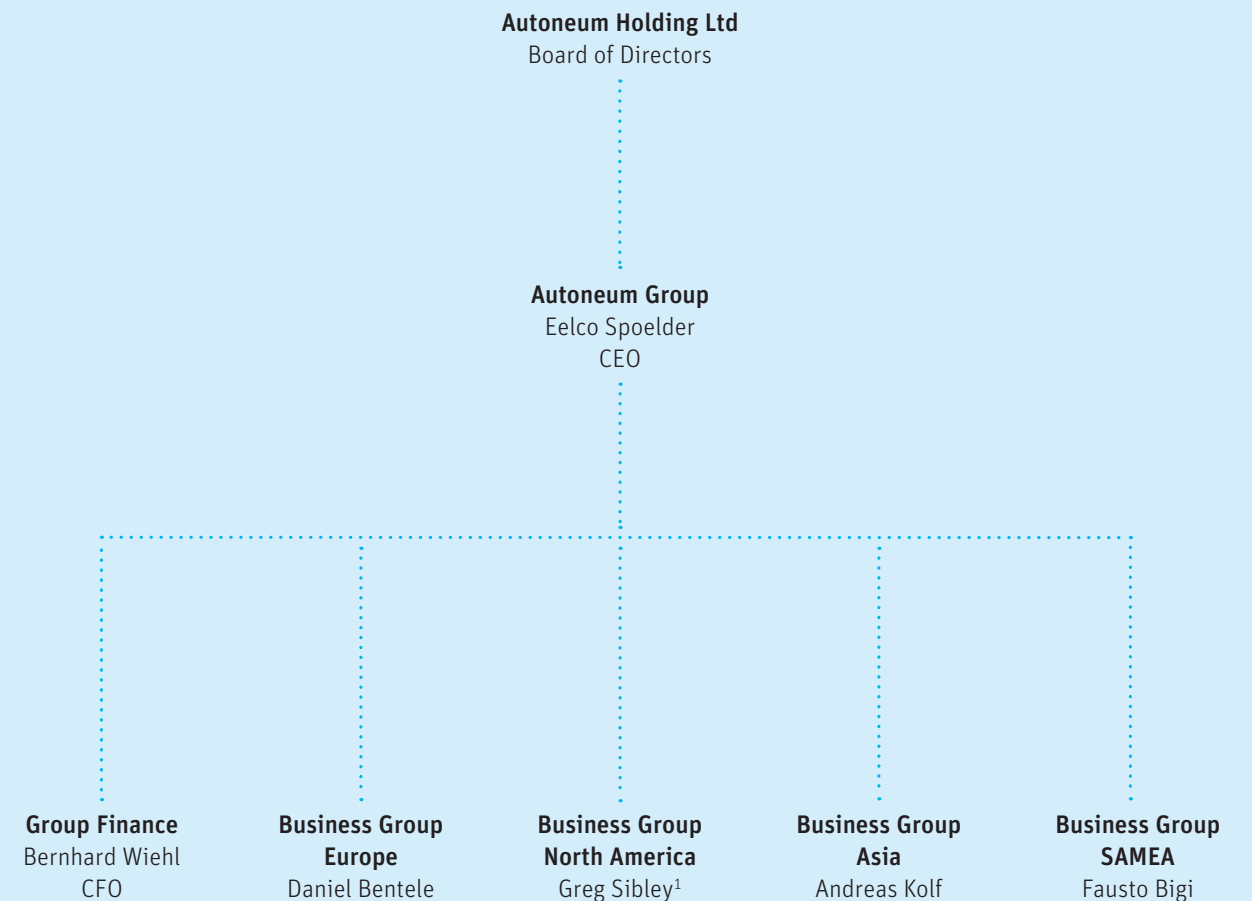 Autoneum Holding Ltd
Board of Directors
Autoneum Group
Eelco Spoelder
CEO
Group Finance
Bernhard Wiehl
CFO
Business Group
Europe
Daniel Bentele
Business Group
North America
Greg Sibley¹
Business Group
Asia
Andreas Kolf
Business Group
SAMEA
Fausto Bigi